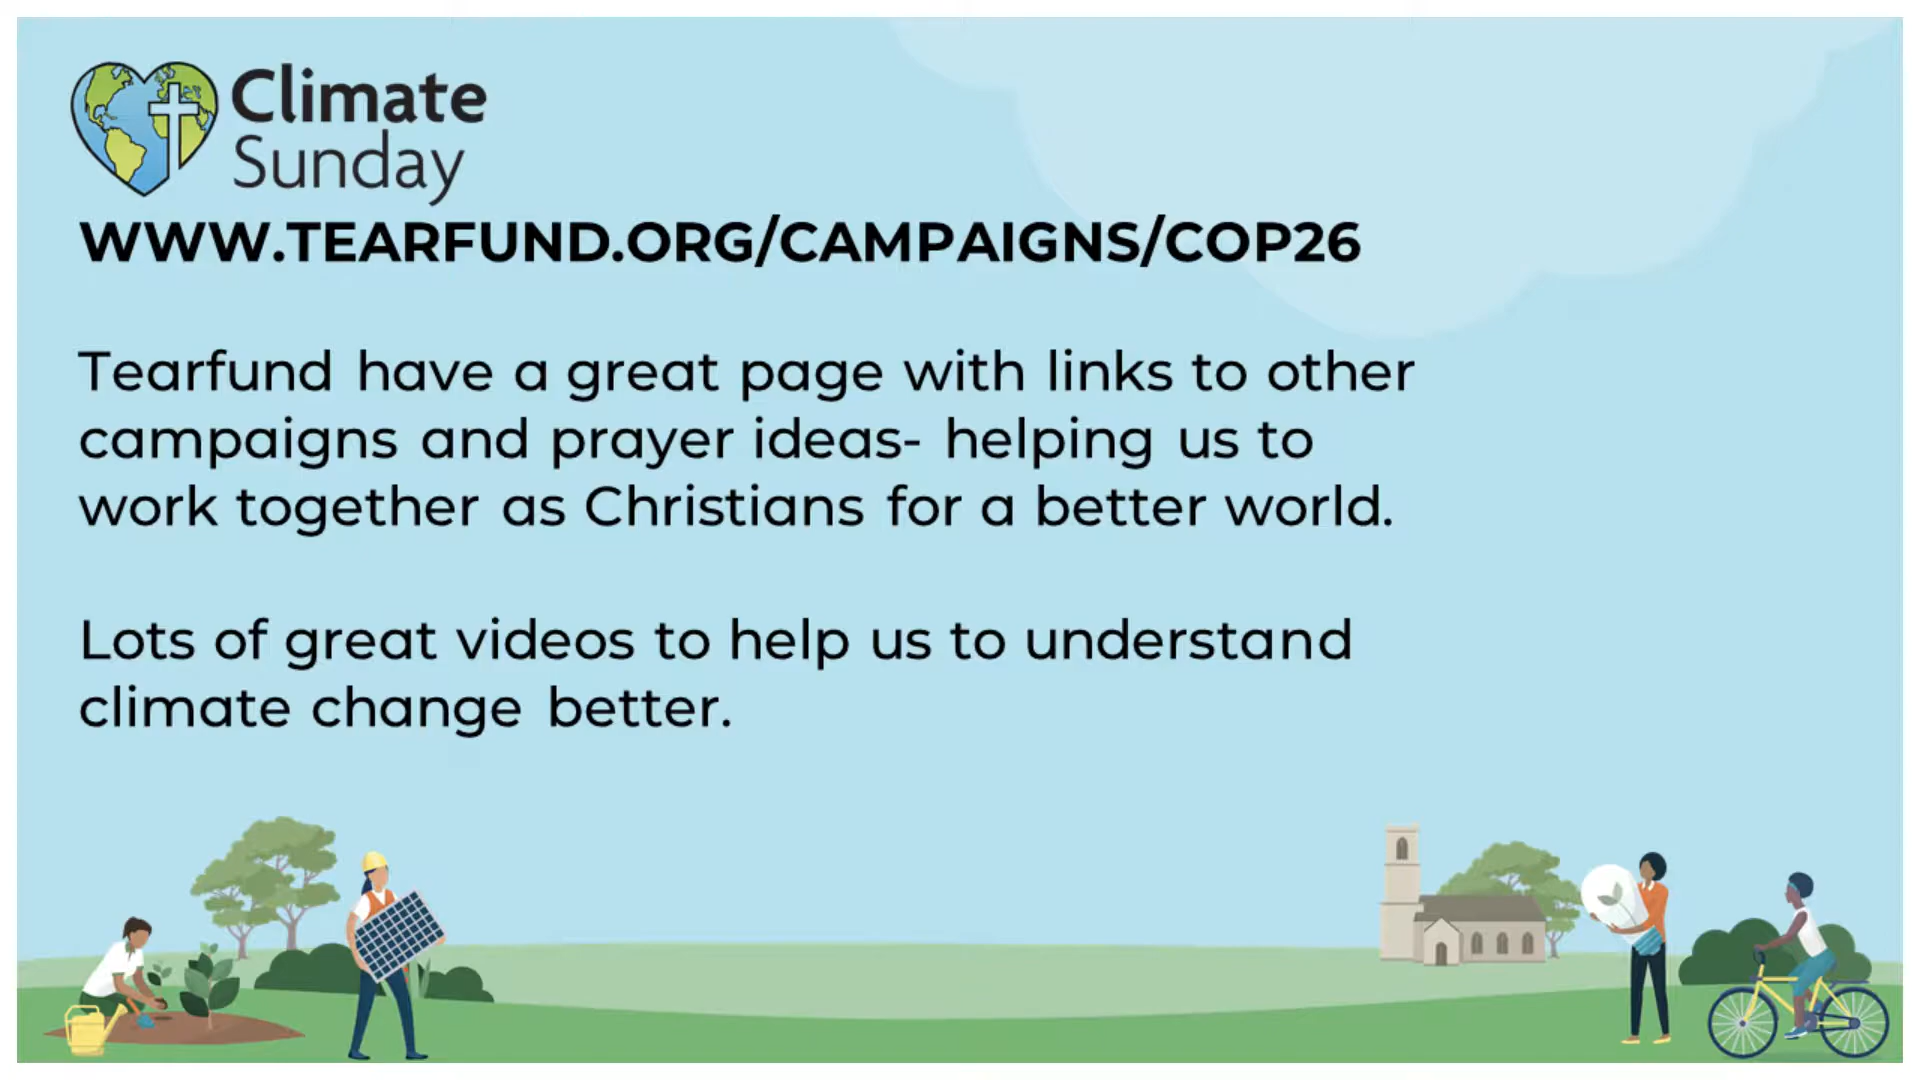 Climate
Sunday
WWW.TEARFUND.ORG/CAMPAIGNS/COP26
Tearfund have a great page with links to other
campaigns and prayer ideas- helping us to
work together as Christians for a better world.
Lots of great videos to help us to understand
climate change better.